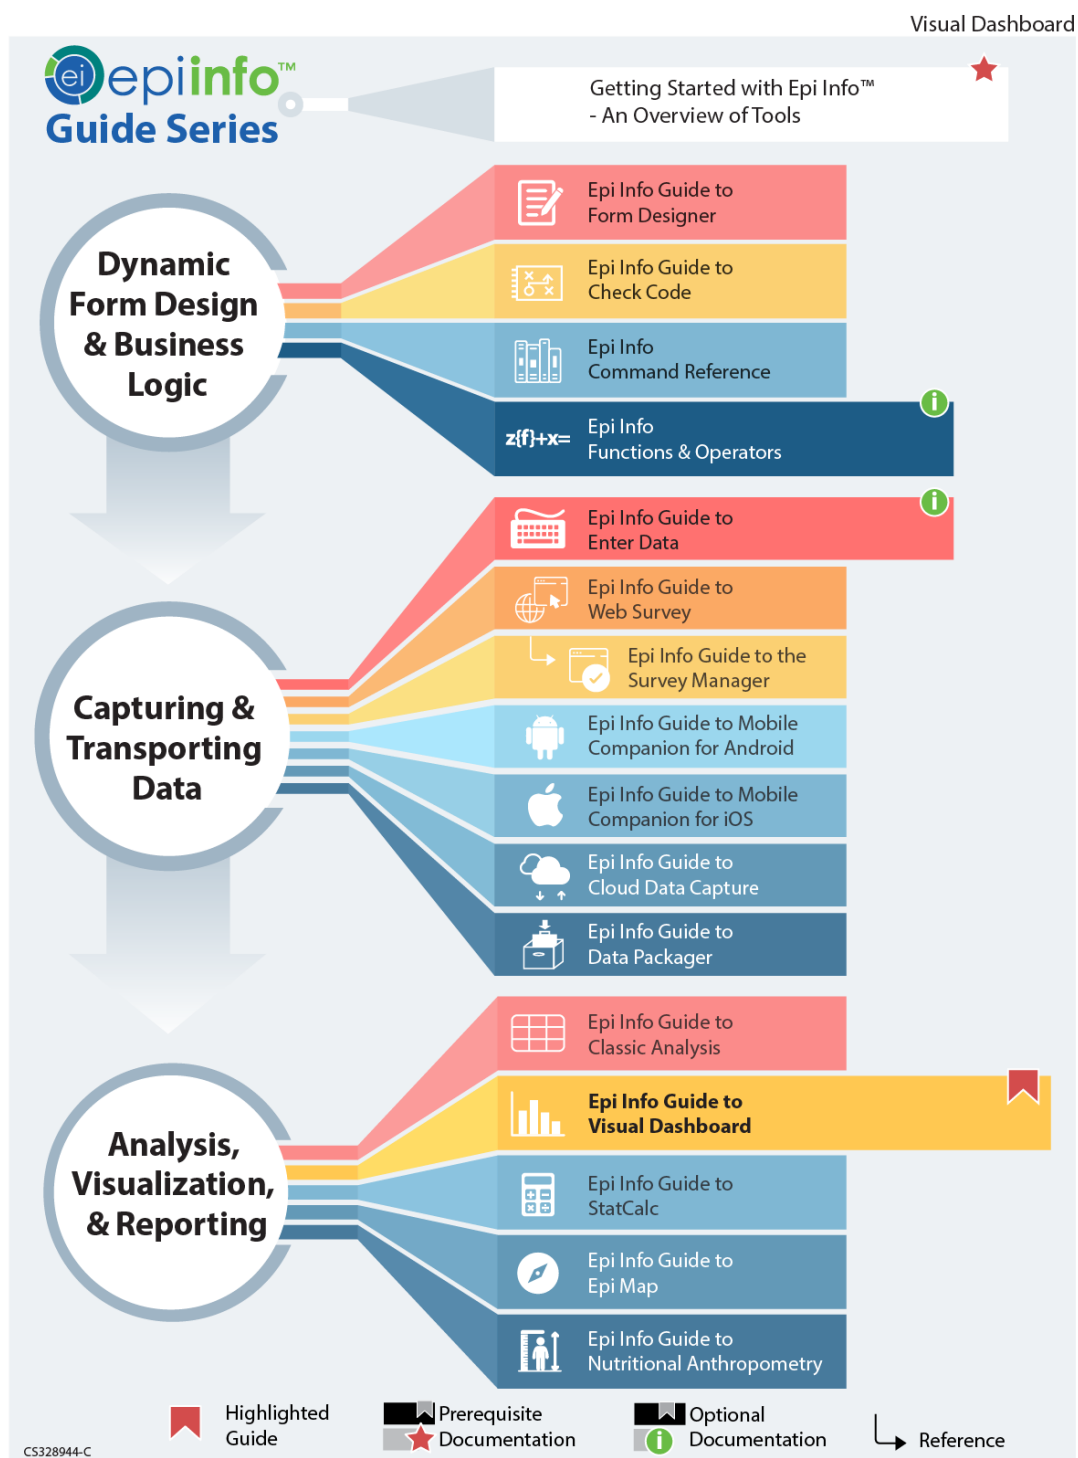 Visual Dashboard
ei epiinfo™
Guide Series
Getting Started with Epi Info™
- An Overview of Tools
Dynamic
Form Design
& Business
Logic
Epi Info Guide to
Form Designer
Epi Info Guide to
Check Code
Epi Info
Command Reference
z{f}+x=
Epi Info
Functions & Operators
i
Capturing &
Transporting
Data
Epi Info Guide to
Enter Data
i
Epi Info Guide to
Web Survey
Epi Info Guide to the
Survey Manager
Epi Info Guide to Mobile
Companion for Android
Epi Info Guide to Mobile
Companion for iOS
Epi Info Guide to
Cloud Data Capture
Epi Info Guide to
Data Packager
Analysis,
Visualization,
& Reporting
Epi Info Guide to
Classic Analysis
Epi Info Guide to
Visual Dashboard
Epi Info Guide to
StatCalc
Epi Info Guide to
Epi Map
Epi Info Guide to
Nutritional Anthropometry
Highlighted
Guide
Prerequisite
Documentation
Optional
i Documentation
Reference
CS328944-C